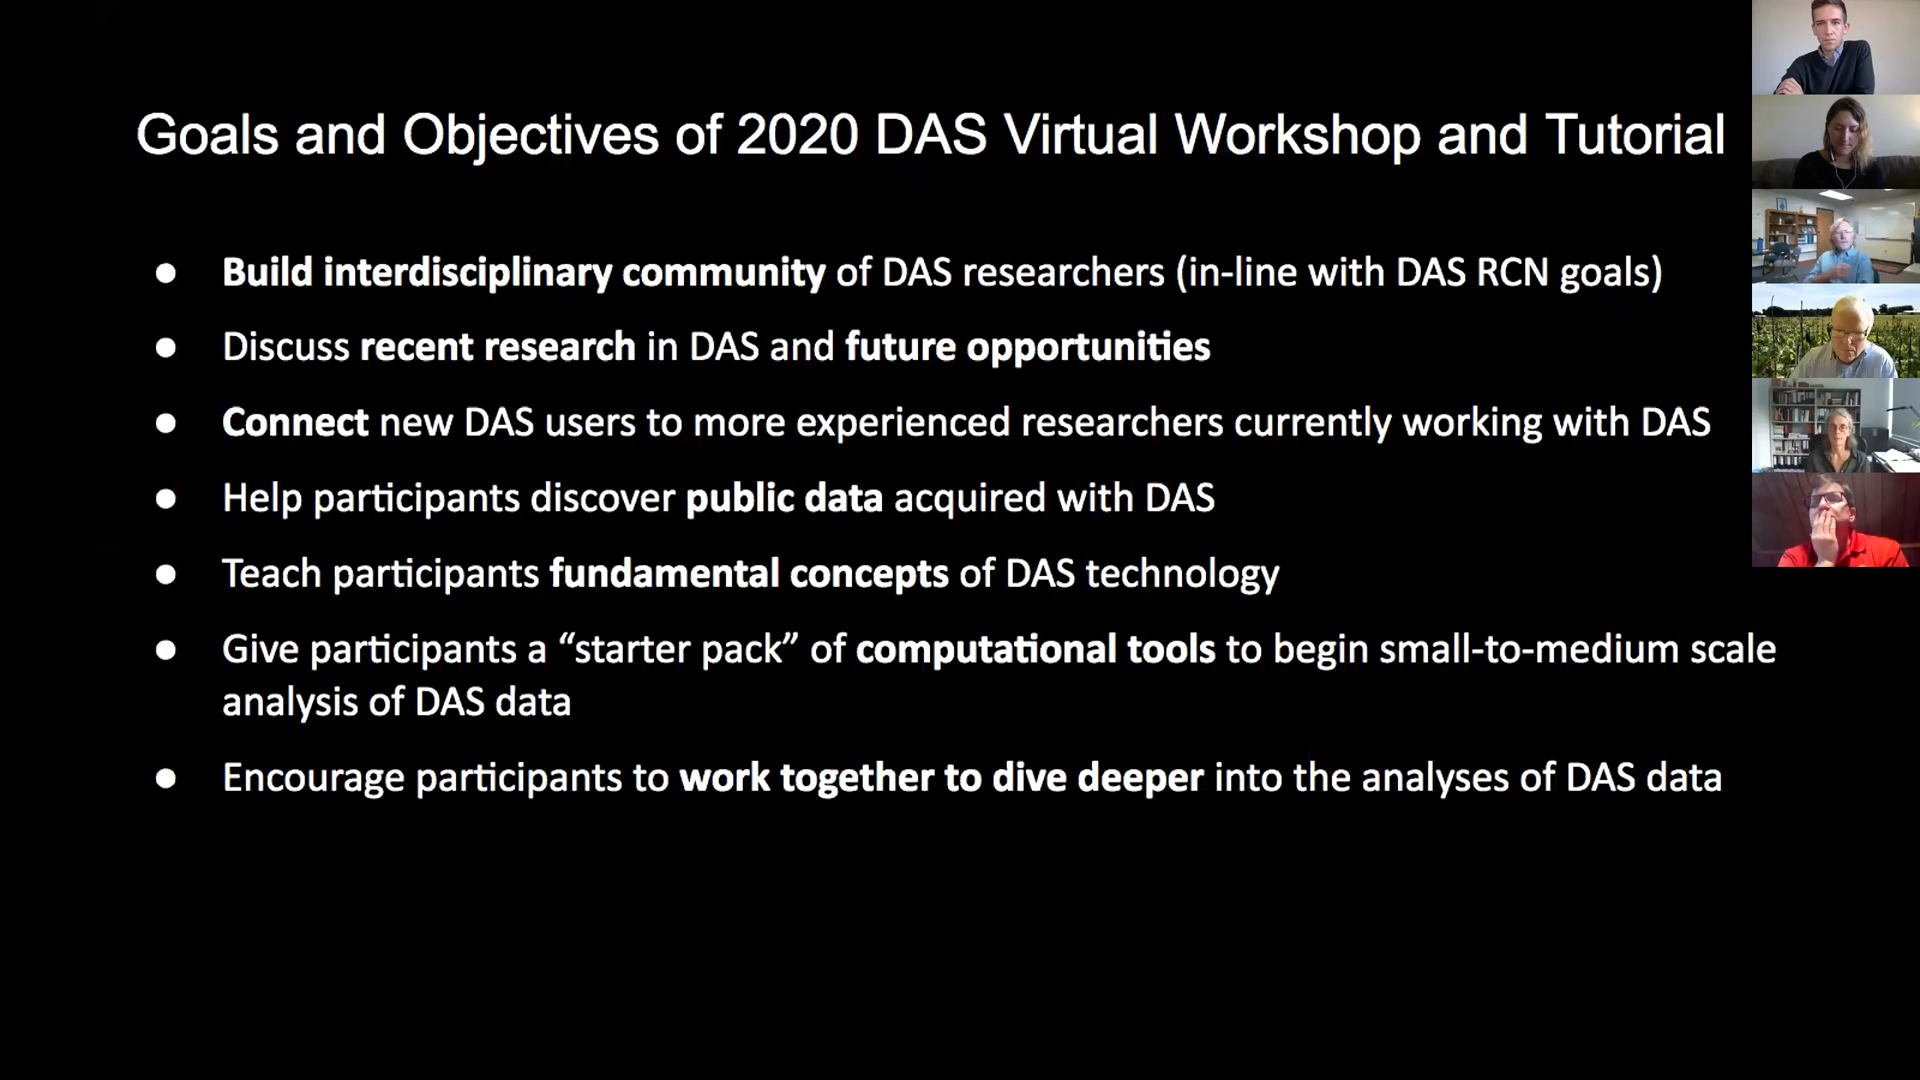 Goals and Objectives of 2020 DAS Virtual Workshop and Tutorial
● Build interdisciplinary community of DAS researchers (in-line with DAS RCN goals)
● Discuss recent research in DAS and future opportunities
● Connect new DAS users to more experienced researchers currently working with DAS
● Help participants discover public data acquired with DAS
● Teach participants fundamental concepts of DAS technology
● Give participants a “starter pack” of computational tools to begin small-to-medium scale
analysis of DAS data
● Encourage participants to work together to dive deeper into the analyses of DAS data